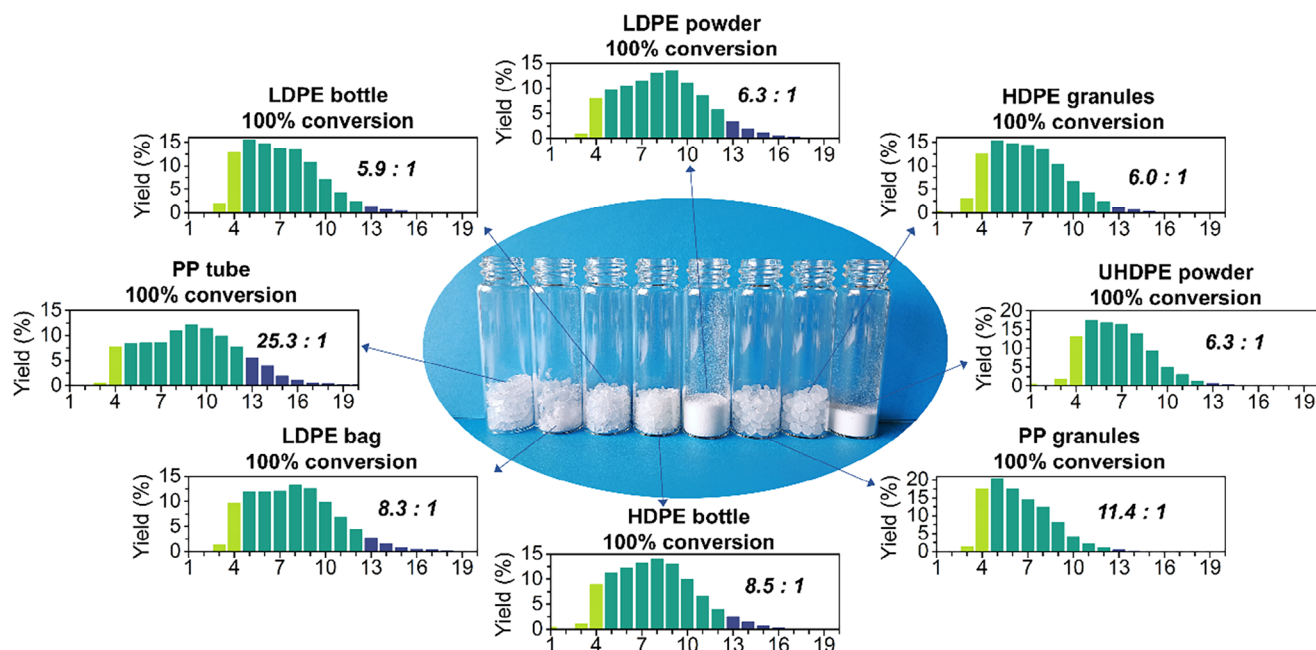 LDPE powder
100% conversion
Yield (%)
15
10
5
0
6.3 : 1
1 4 7 10 13 16 19
LDPE bottle
100% conversion
Yield (%)
15
10
5
0
5.9 : 1
1 4 7 10 13 16 19
HDPE granules
100% conversion
Yield (%)
15
10
5
0
6.0 : 1
1 4 7 10 13 16 19
PP tube
100% conversion
Yield (%)
15
10
5
0
25.3 : 1
1 4 7 10 13 16 19
UHDPE powder
100% conversion
Yield (%)
20
15
10
5
0
6.3 : 1
1 4 7 10 13 16 19
LDPE bag
100% conversion
Yield (%)
15
10
5
0
8.3 : 1
1 4 7 10 13 16 19
PP granules
100% conversion
Yield (%)
20
15
10
5
0
11.4 : 1
1 4 7 10 13 16 19
HDPE bottle
100% conversion
Yield (%)
15
10
5
0
8.5 : 1
1 4 7 10 13 16 19